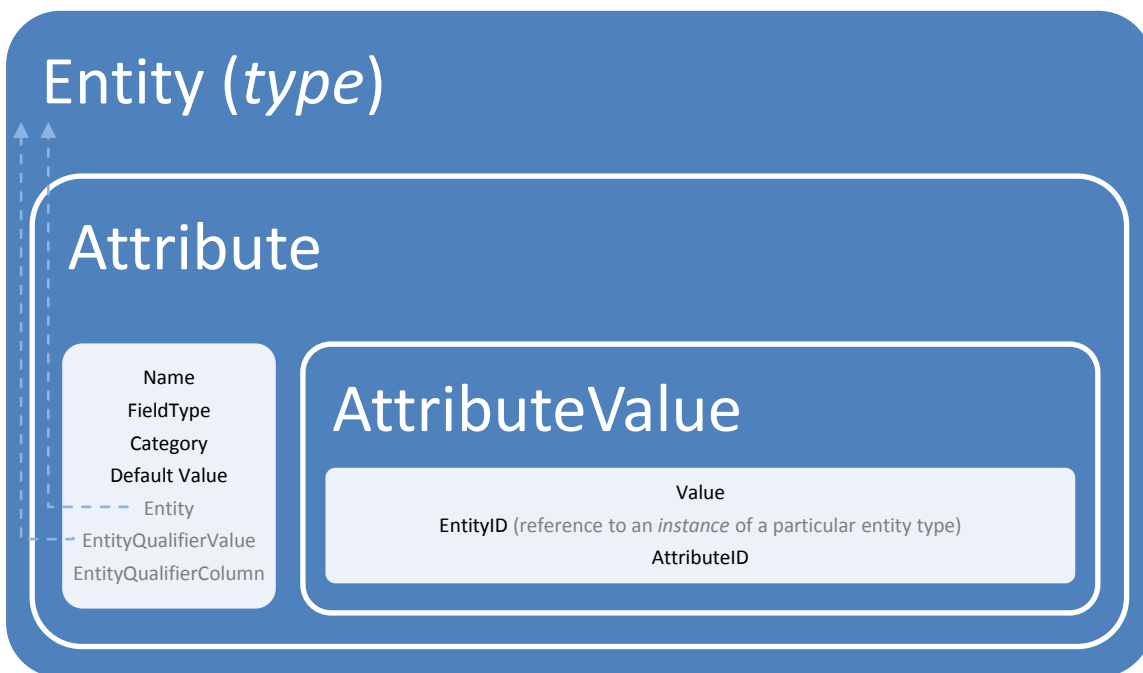 Entity (type)
Attribute
Name
FieldType
Category
Default Value
Entity
EntityQualifierValue
EntityQualifierColumn
AttributeValue
Value
EntityID (reference to an instance of a particular entity type)
AttributeID